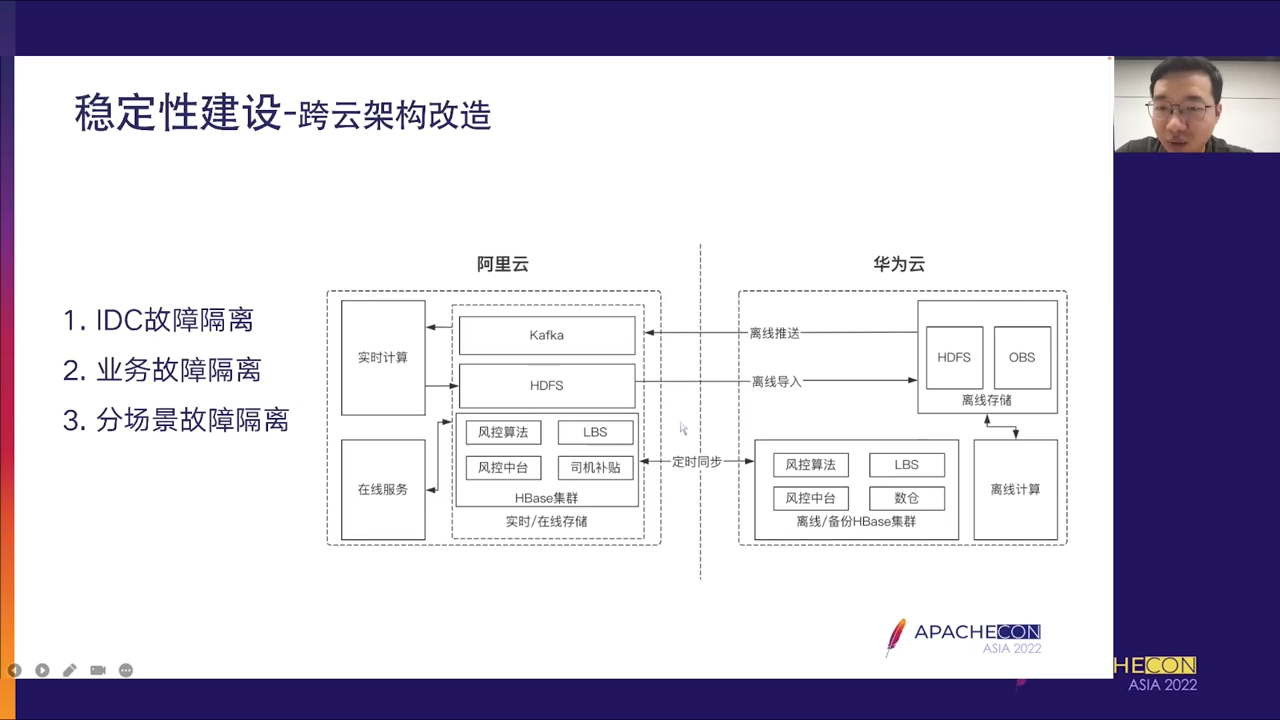 稳定性建设-跨云架构改造
1. IDC故障隔离
2. 业务故障隔离
3. 分场景故障隔离
阿里云
华为云
实时计算
Kafka
HDFS
风控算法
LBS
风控中台
司机补贴
HBase集群
实时/在线存储
在线服务
离线推送
离线导入
定时同步
HDFS
OBS
离线存储
风控算法
LBS
风控中台
数仓
离线/备份HBase集群
离线计算
APACHECON
ASIA 2022
HECON
ASIA 2022